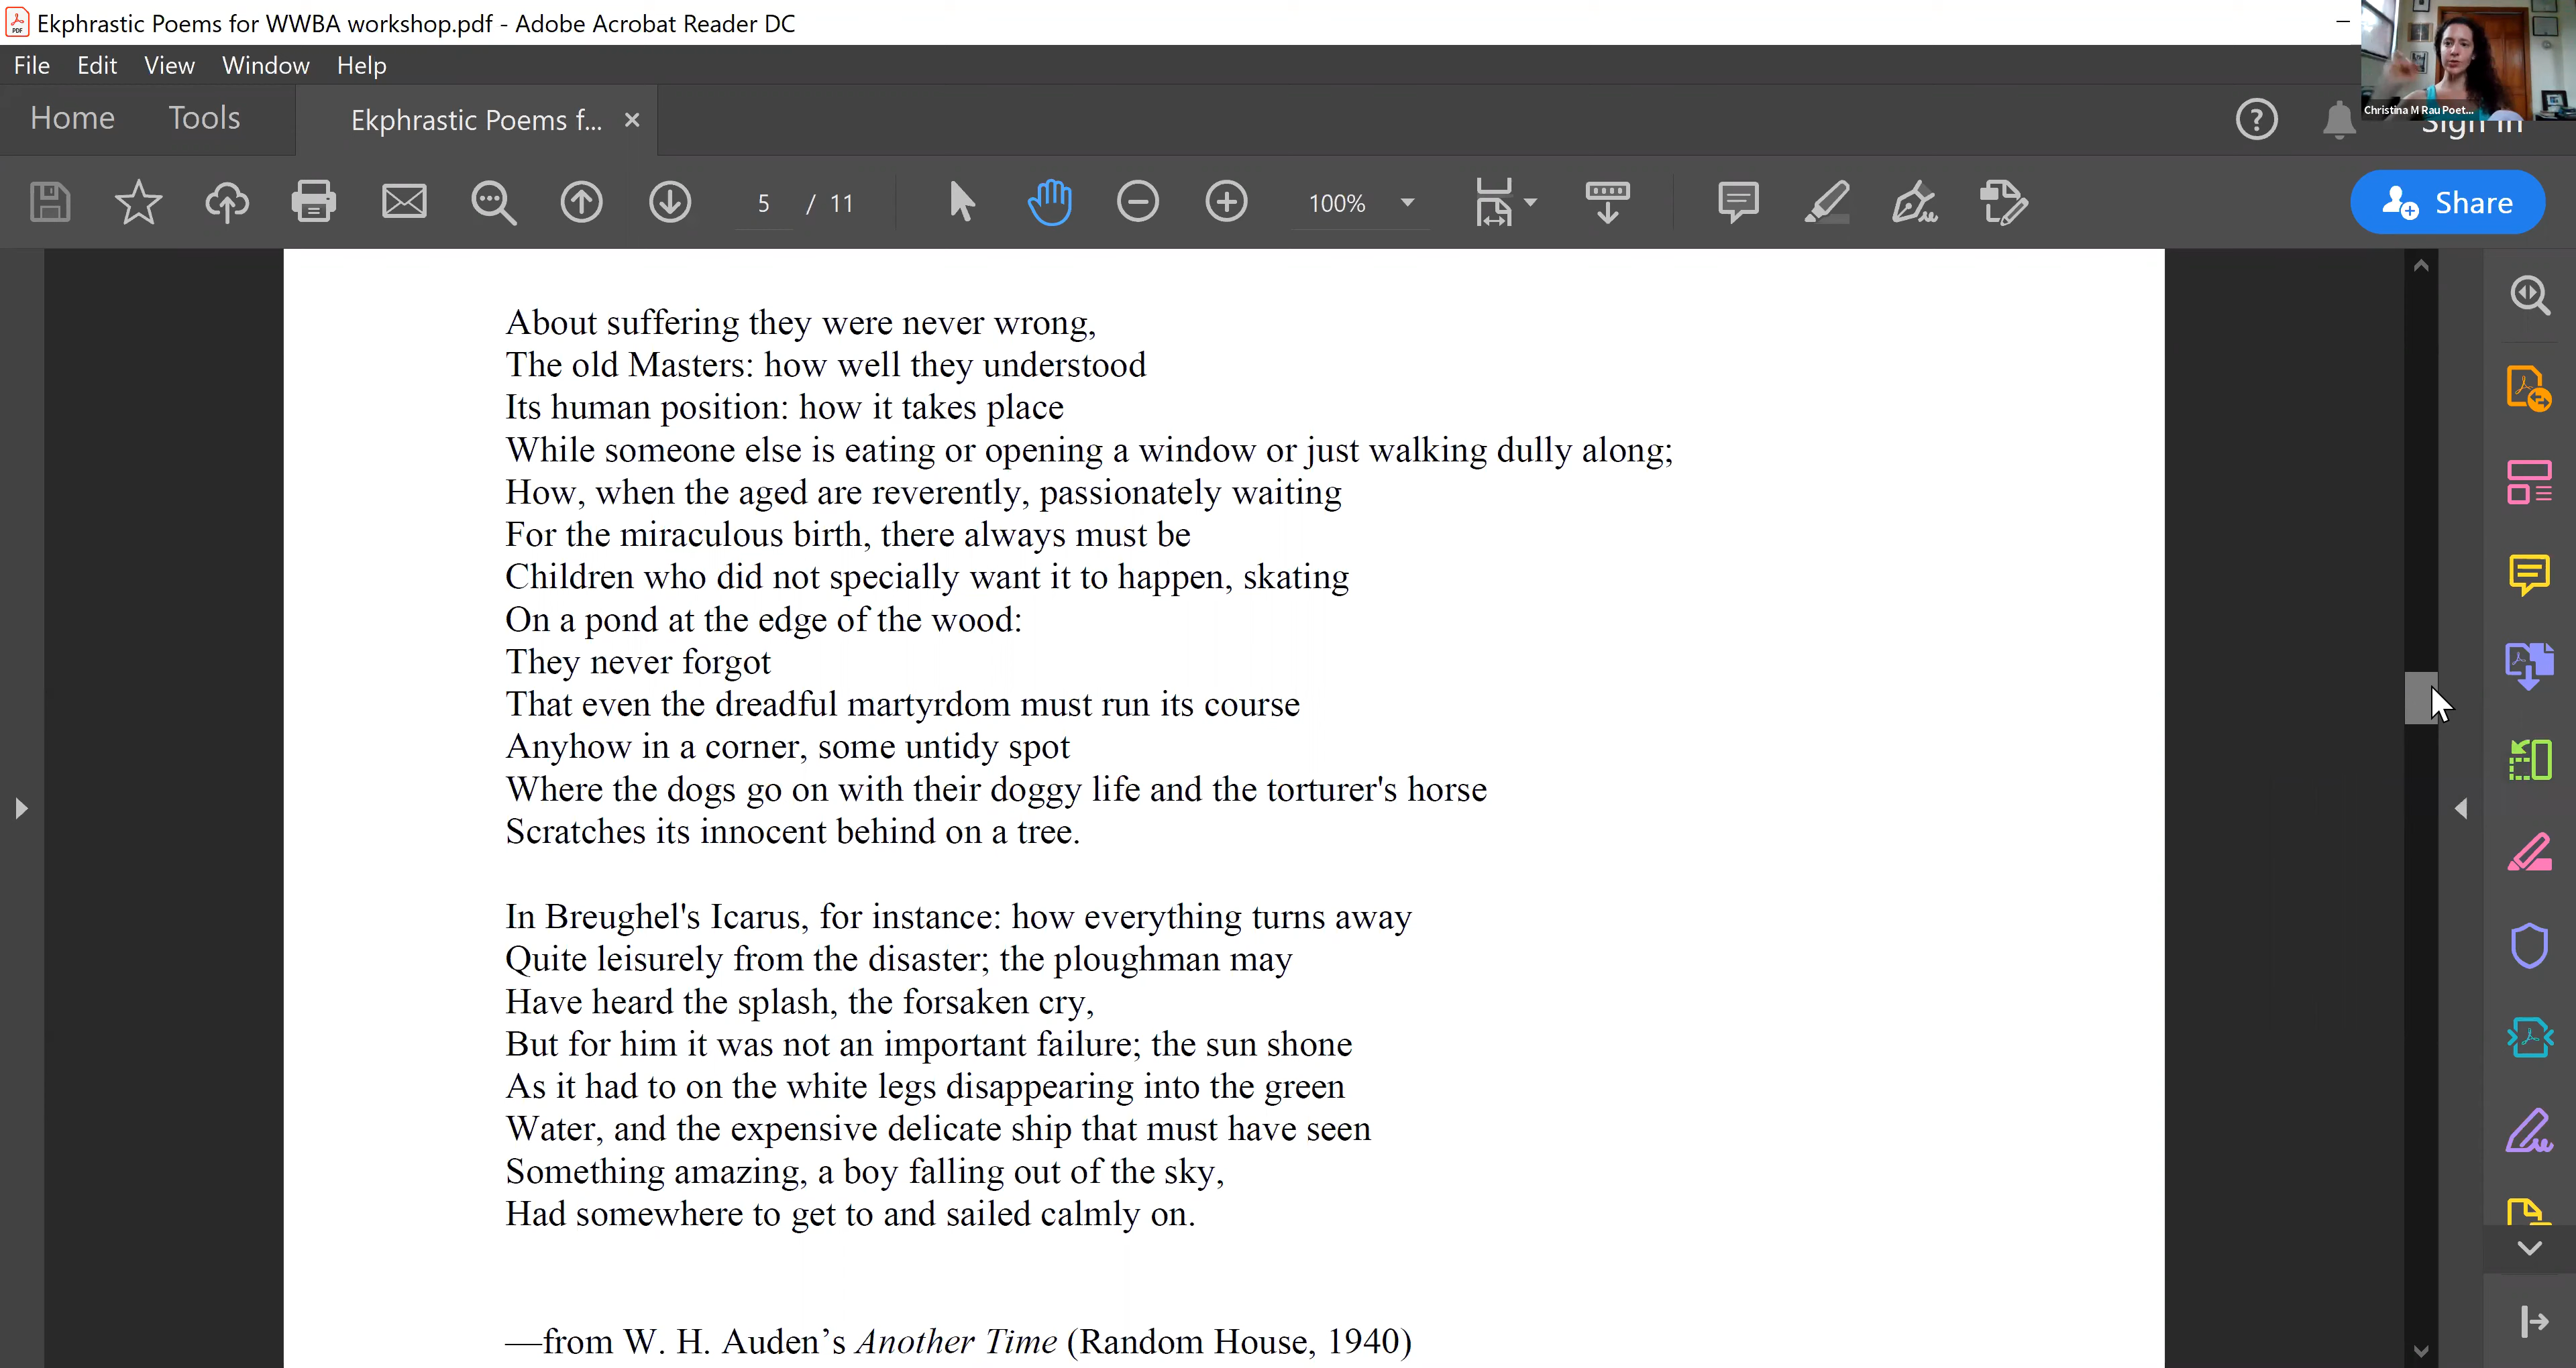 Ekphrastic Poems for WWBA workshop.pdf - Adobe Acrobat Reader DC
File Edit View Window Help
Christina M Rau Poet...
Home Tools Ekphrastic Poems f... Sign In
5 / 11 100% Share
About suffering they were never wrong,
The old Masters: how well they understood
Its human position: how it takes place
While someone else is eating or opening a window or just walking dully along;
How, when the aged are reverently, passionately waiting
For the miraculous birth, there always must be
Children who did not specially want it to happen, skating
On a pond at the edge of the wood:
They never forgot
That even the dreadful martyrdom must run its course
Anyhow in a corner, some untidy spot
Where the dogs go on with their doggy life and the torturer's horse
Scratches its innocent behind on a tree.
In Breughel's Icarus, for instance: how everything turns away
Quite leisurely from the disaster; the ploughman may
Have heard the splash, the forsaken cry,
But for him it was not an important failure; the sun shone
As it had to on the white legs disappearing into the green
Water, and the expensive delicate ship that must have seen
Something amazing, a boy falling out of the sky,
Had somewhere to get to and sailed calmly on.
—from W. H. Auden’s Another Time (Random House, 1940)